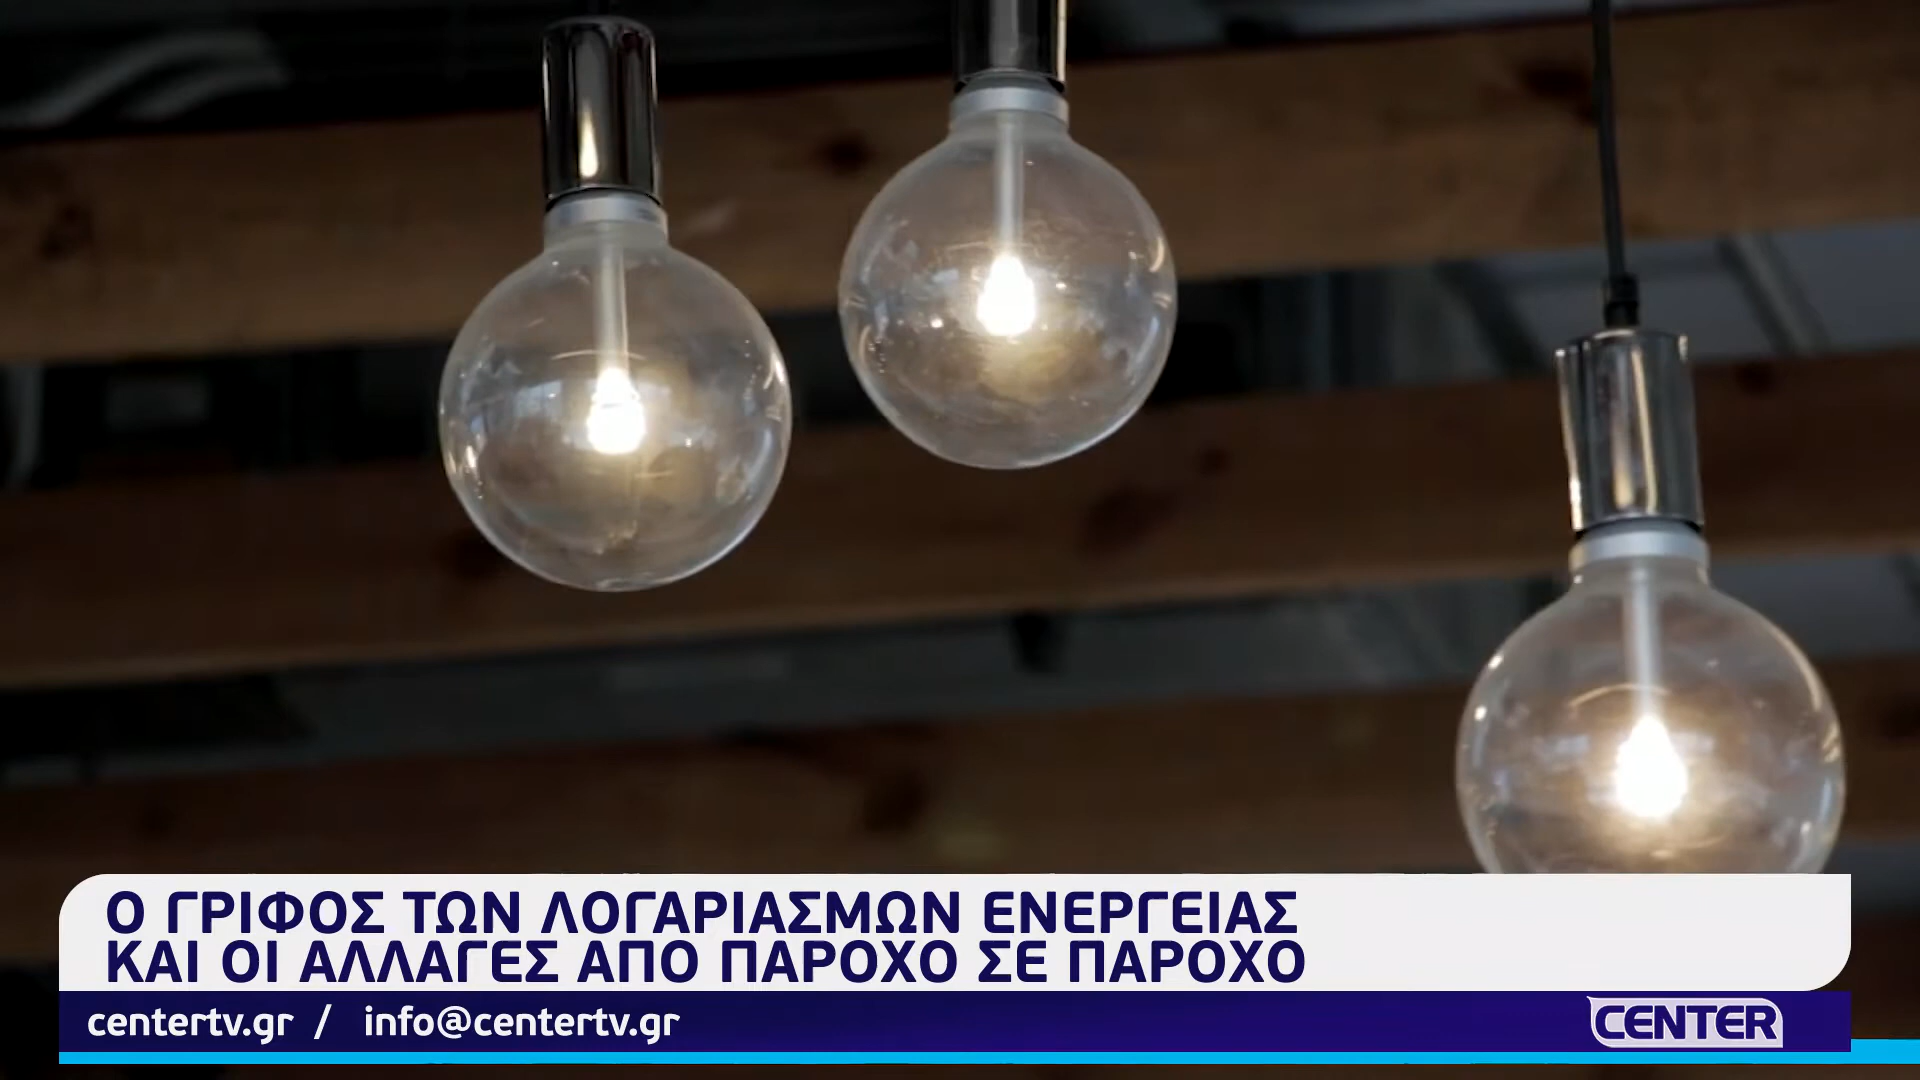 Ο ΓΡΙΦΟΣ ΤΩΝ ΛΟΓΑΡΙΑΣΜΩΝ ΕΝΕΡΓΕΙΑΣ
ΚΑΙ ΟΙ ΑΛΛΑΓΕΣ ΑΠΟ ΠΑΡΟΧΟ ΣΕ ΠΑΡΟΧΟ
centertv.gr / info@centertv.gr
CENTER